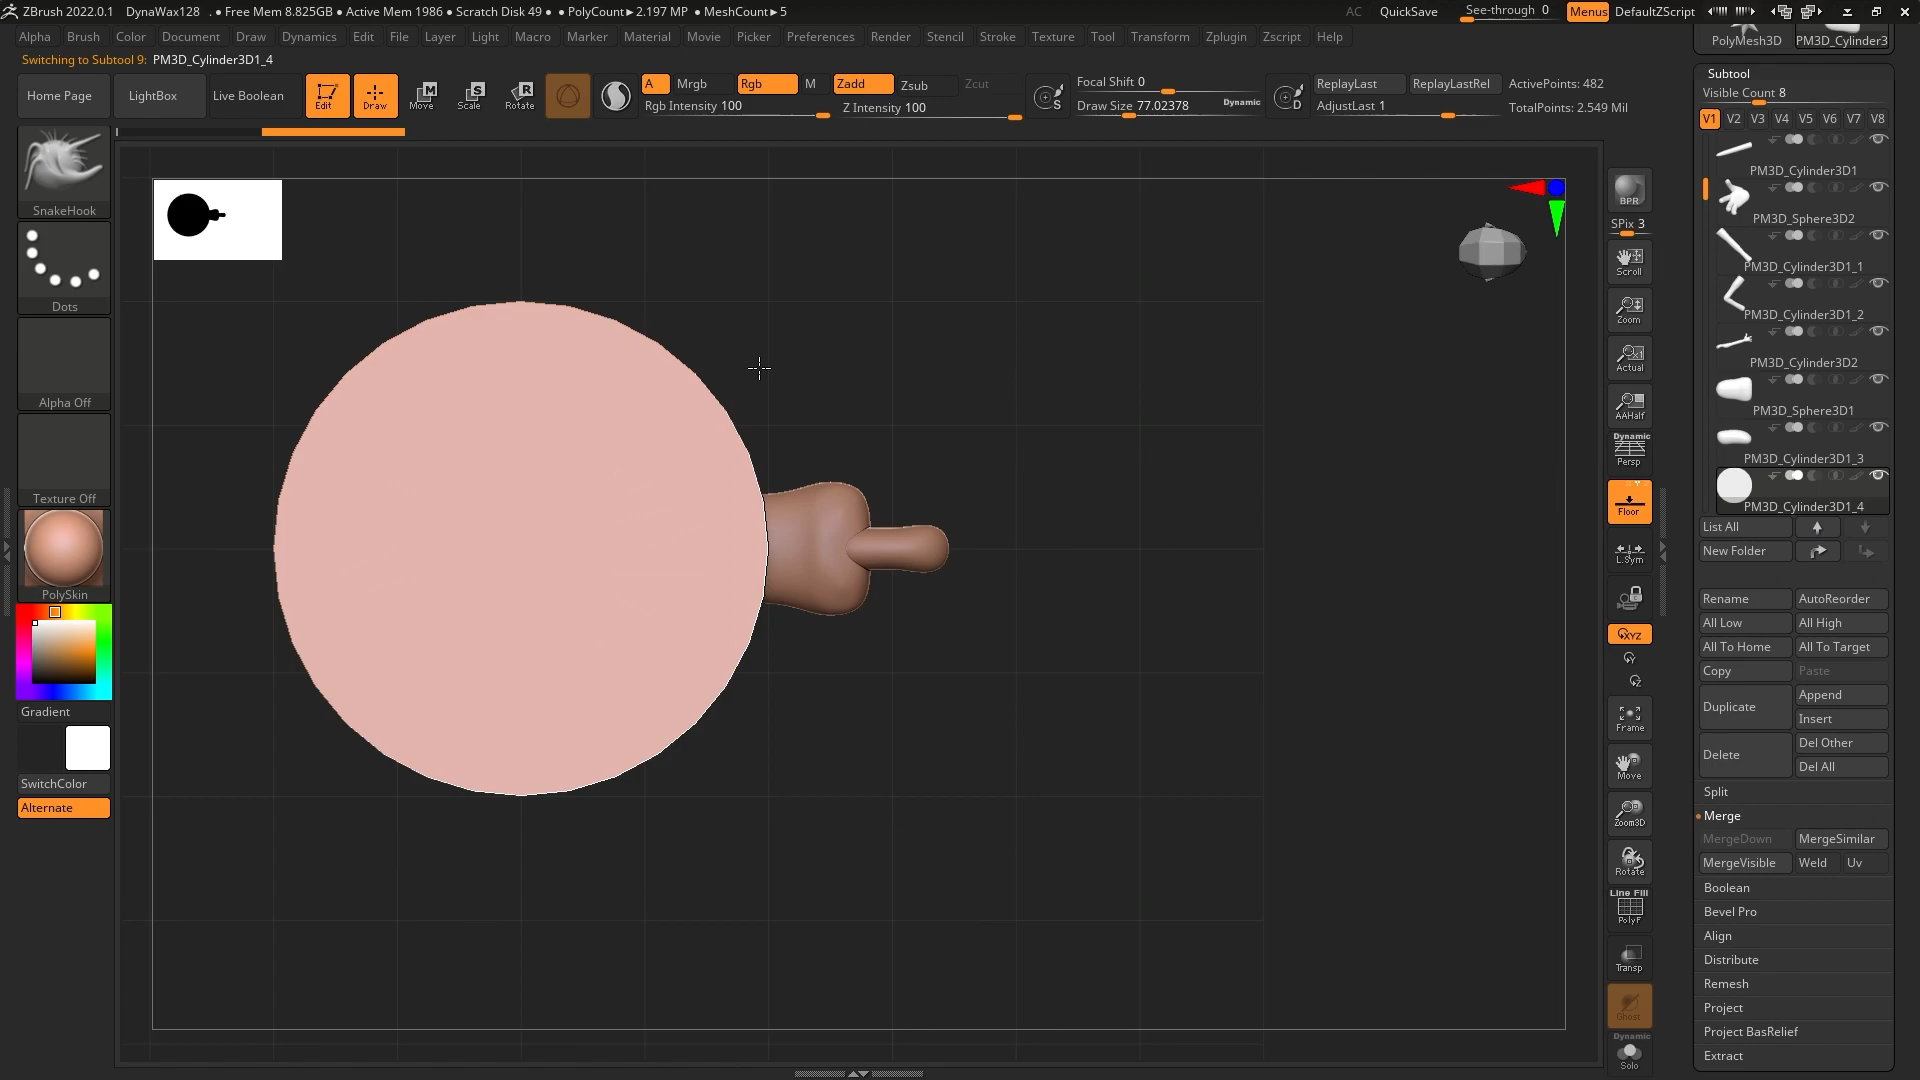 ZBrush 2022.0.1 DynaWax128 . • Free Mem 8.825GB • Active Mem 1986 • Scratch Disk 49 • • PolyCount▸ 2.197 MP • MeshCount▸ 5
AC QuickSave See-through 0 Menus DefaultZScript
Alpha Brush Color Document Draw Dynamics Edit File Layer Light Macro Marker Material Movie Picker Preferences Render Stencil Stroke Texture Tool Transform Zplugin Zscript Help
PolyMesh3D PM3D_Cylinder3
Switching to Subtool 9: PM3D_Cylinder3D1_4
Home Page LightBox Live Boolean Edit Draw Move Scale Rotate
M S R
A Mrgb Rgb M Zadd Zsub Zcut
Rgb Intensity 100 Z Intensity 100
S Focal Shift 0
Draw Size 77.02378 Dynamic
D ReplayLast ReplayLastRel ActivePoints: 482
AdjustLast 1 TotalPoints: 2.549 Mil
SnakeHook
Dots
Alpha Off
Texture Off
PolySkin
Gradient
SwitchColor
Alternate
BPR
SPix 3
Scroll
Zoom
Actual
AAHalf
Dynamic
Persp
Floor
L.Sym
XYZ
Y
Z
Frame
Move
Zoom3D
Rotate
Line Fill
PolyF
Transp
Ghost
Dynamic
Solo
Subtool
Visible Count 8
V1 V2 V3 V4 V5 V6 V7 V8
PM3D_Cylinder3D1
PM3D_Sphere3D2
PM3D_Cylinder3D1_1
PM3D_Cylinder3D1_2
PM3D_Cylinder3D2
PM3D_Sphere3D1
PM3D_Cylinder3D1_3
PM3D_Cylinder3D1_4
List All
New Folder
Rename AutoReorder
All Low All High
All To Home All To Target
Copy Paste
Duplicate Append
Insert
Delete Del Other
Del All
Split
Merge
MergeDown MergeSimilar
MergeVisible Weld Uv
Boolean
Bevel Pro
Align
Distribute
Remesh
Project
Project BasRelief
Extract